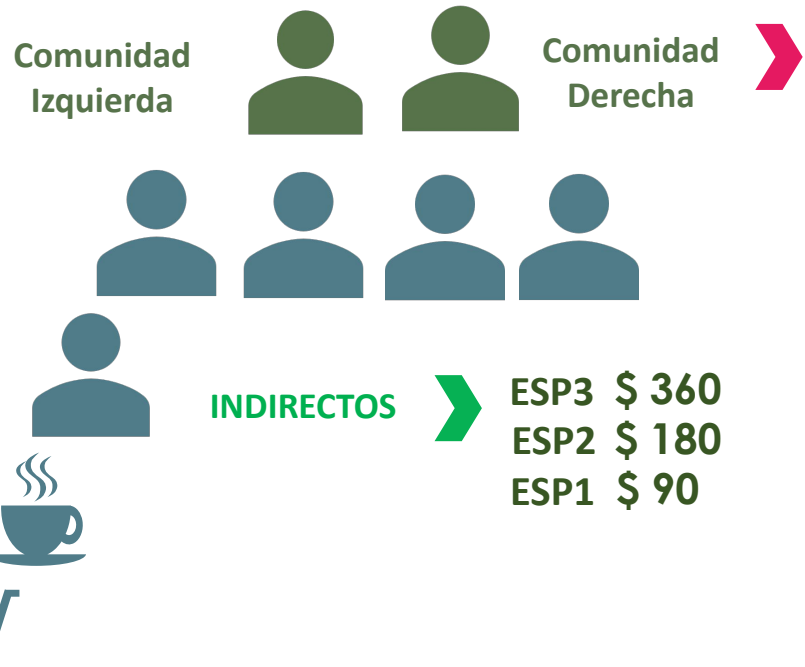 Comunidad
Izquierda
Comunidad
Derecha
INDIRECTOS
ESP3 $ 360
ESP2 $ 180
ESP1 $ 90